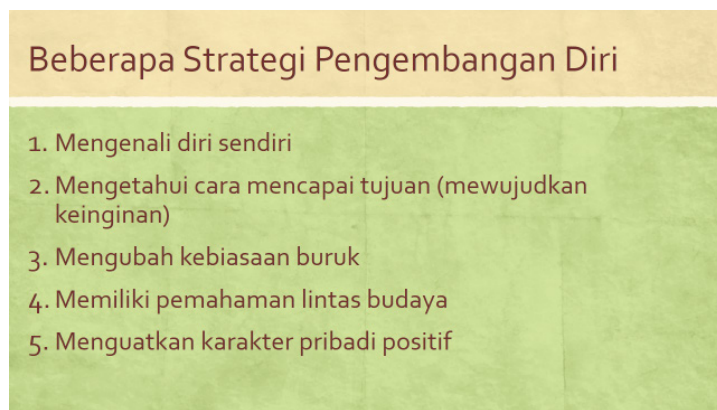 Beberapa Strategi Pengembangan Diri
1. Mengenali diri sendiri
2. Mengetahui cara mencapai tujuan (mewujudkan
keinginan)
3. Mengubah kebiasaan buruk
4. Memiliki pemahaman lintas budaya
5. Menguatkan karakter pribadi positif